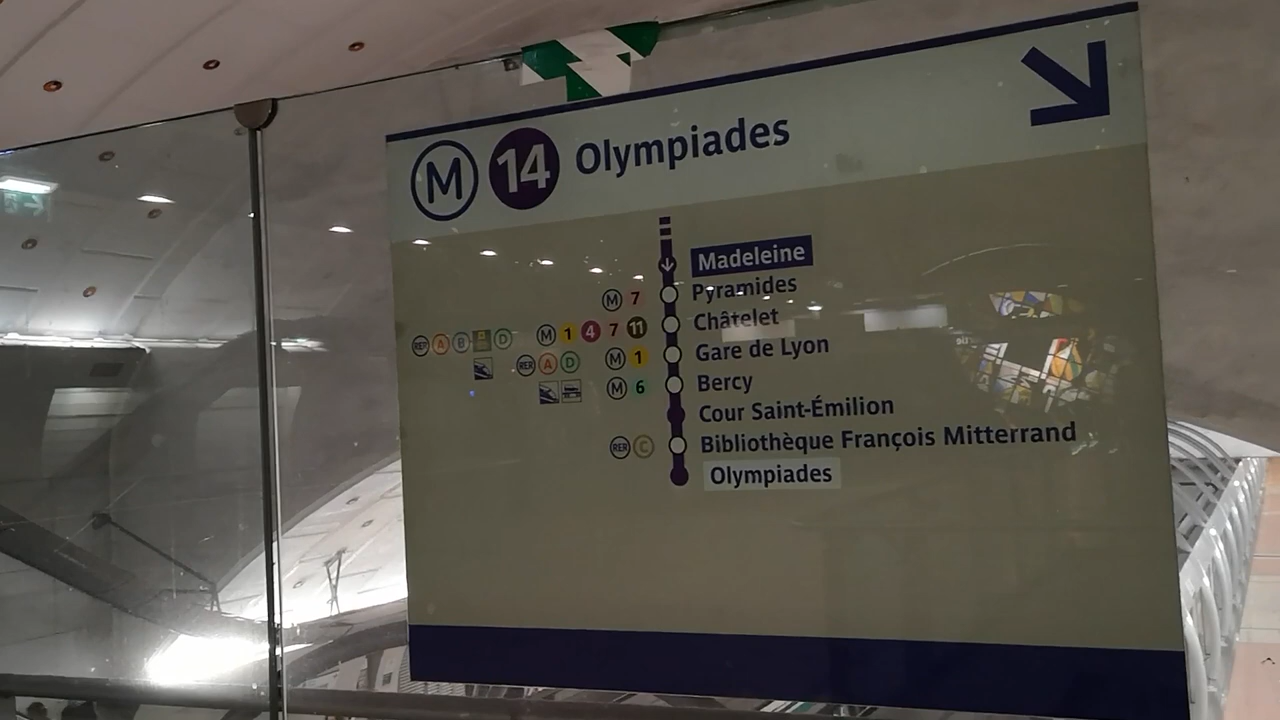 M 14 Olympiades
Madeleine
M 7 Pyramides
RER A B D M 1 4 7 11 Châtelet
RER A D M 1 Gare de Lyon
M 6 Bercy
Cour Saint-Émilion
RER C Bibliothèque François Mitterrand
Olympiades